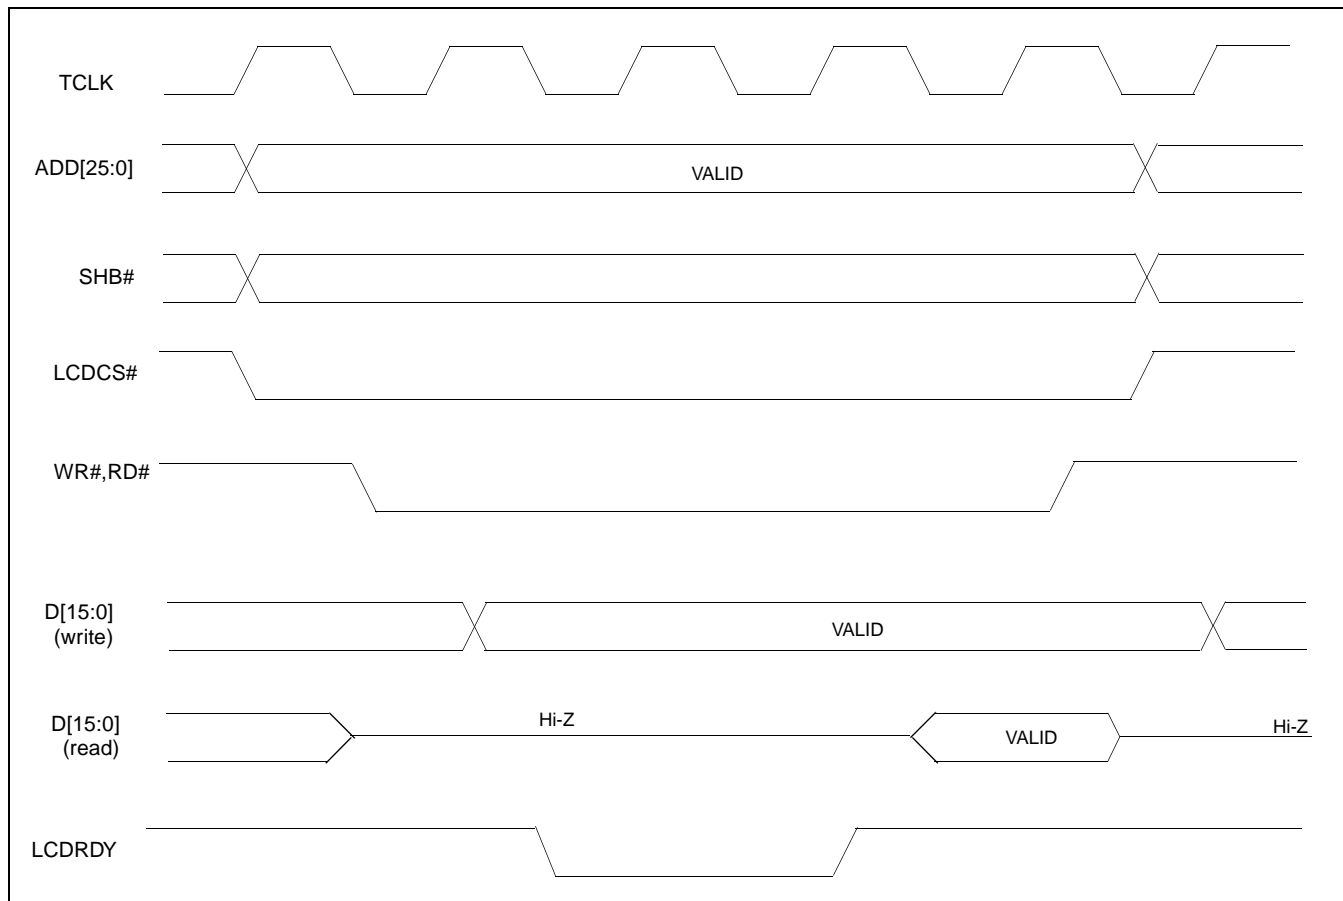 TCLK
ADD[25:0]
VALID
SHB#
LCDCS#
WR#,RD#
D[15:0]
(write)
VALID
D[15:0]
(read)
Hi-Z
VALID
Hi-Z
LCDRDY